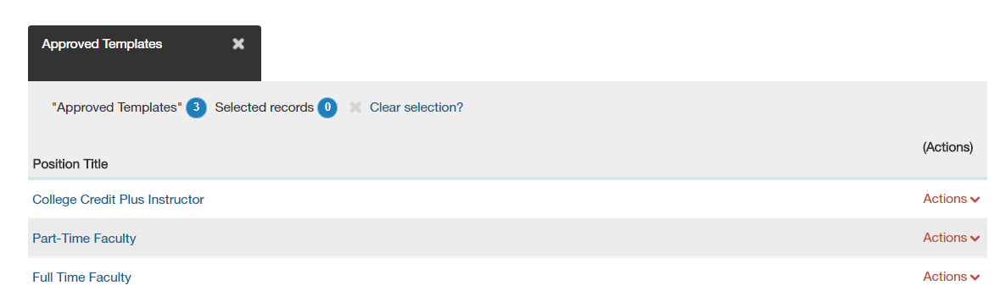 Approved Templates
"Approved Templates" 3 Selected records 0 Clear selection?
(Actions)
Position Title
College Credit Plus Instructor Actions
Part-Time Faculty Actions
Full Time Faculty Actions